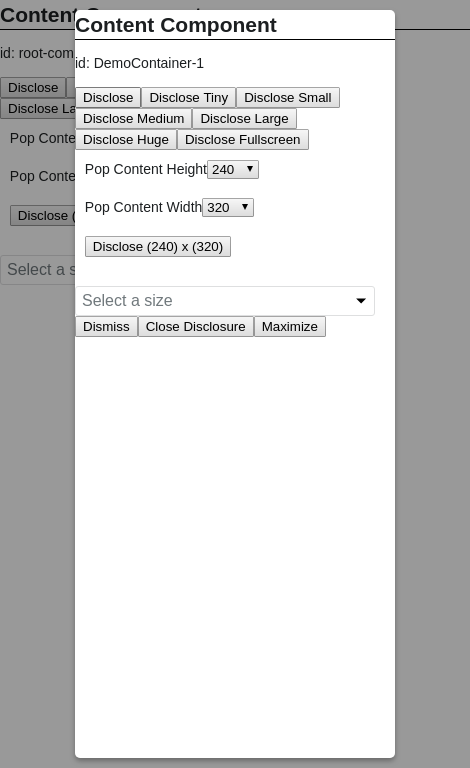 Content Component
id: DemoContainer-1
Disclose Disclose Tiny Disclose Small
Disclose Medium Disclose Large
Disclose Huge Disclose Fullscreen
Pop Content Height 240
Pop Content Width 320
Disclose (240) x (320)
Select a size
Dismiss Close Disclosure Maximize
Content
id: root-com
Disclose
Disclose La
Pop Conte
Pop Conte
Disclose (
Select a s